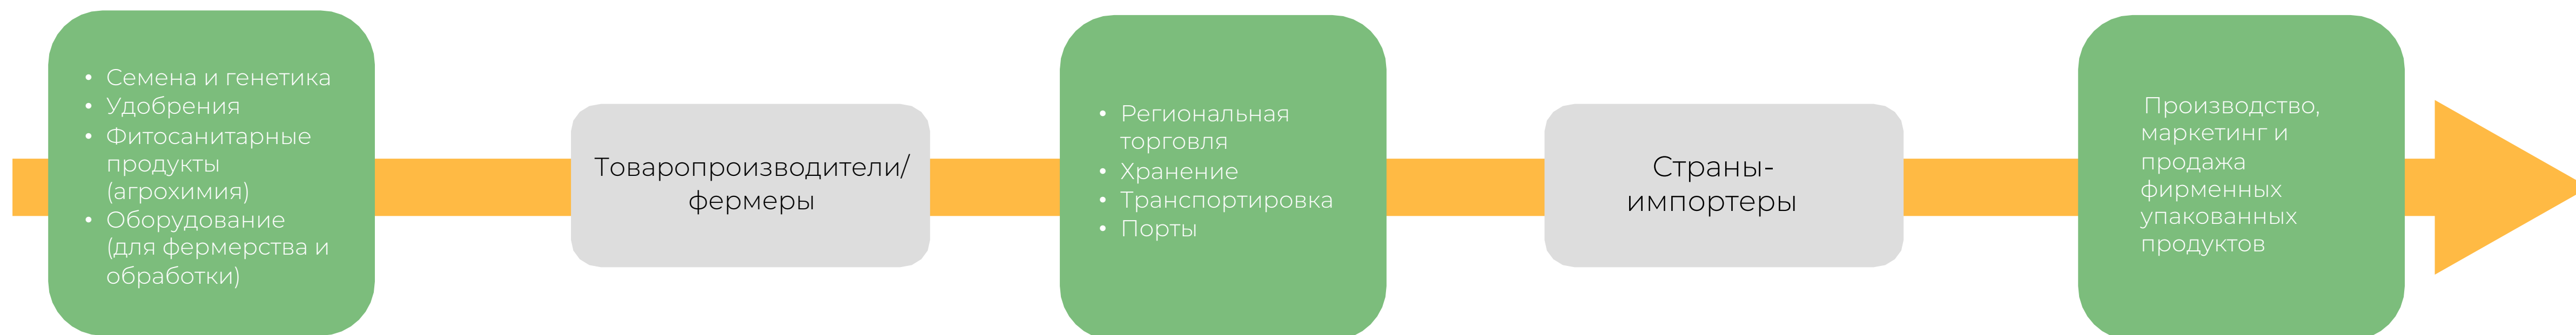 • Семена и генетика
• Удобрения
• Фитосанитарные
продукты
(агрохимия)
• Оборудование
(для фермерства и
обработки)
Товаропроизводители/
фермеры
• Региональная
торговля
• Хранение
• Транспортировка
• Порты
Страны-
импортеры
Производство,
маркетинг и
продажа
фирменных
упакованных
продуктов